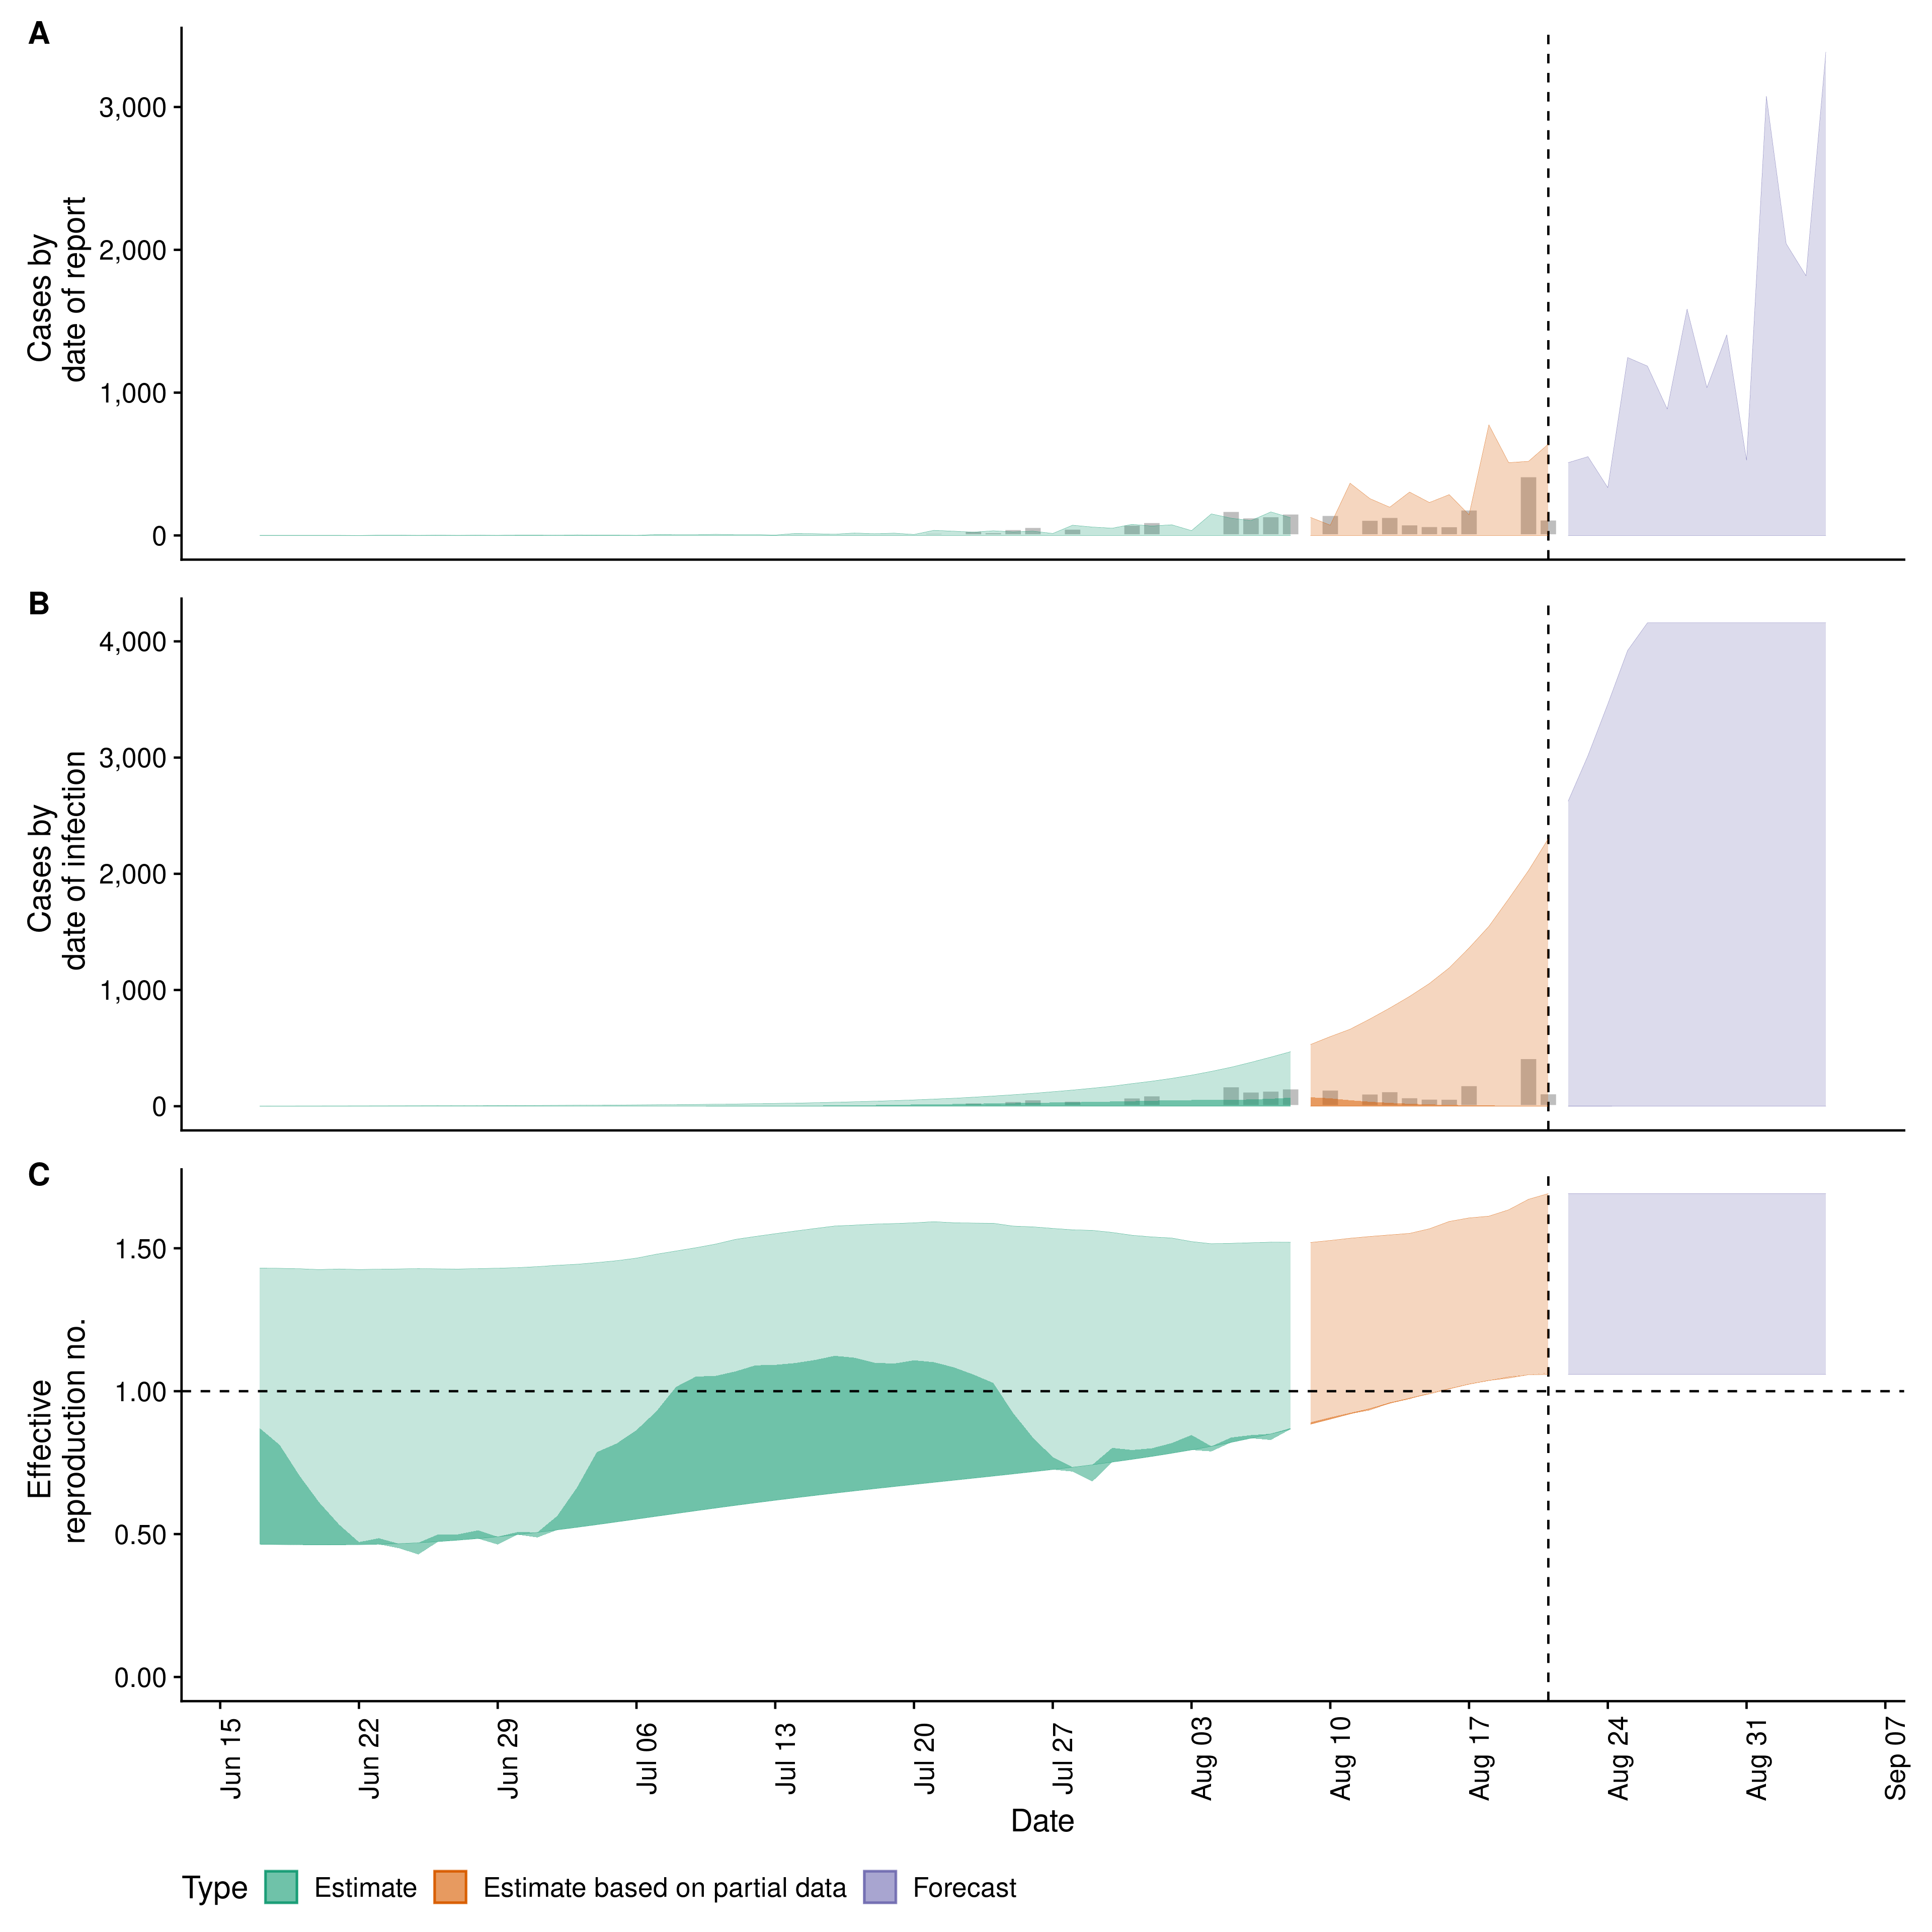 A
Cases by
date of report
3,000
2,000
1,000
0
B
Cases by
date of infection
4,000
3,000
2,000
1,000
0
C
Effective
reproduction no.
1.50
1.00
0.50
0.00
Jun 15
Jun 22
Jun 29
Jul 06
Jul 13
Jul 20
Jul 27
Aug 03
Aug 10
Aug 17
Aug 24
Aug 31
Sep 07
Date
Type Estimate Estimate based on partial data Forecast